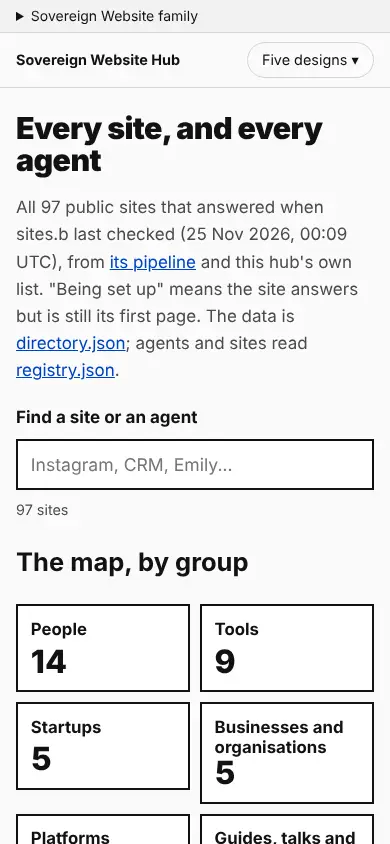 ▶ Sovereign Website family
Sovereign Website Hub
Five designs ▾
Every site, and every
agent
All 97 public sites that answered when
sites.b last checked (25 Nov 2026, 00:09
UTC), from its pipeline and this hub's own
list. "Being set up" means the site answers
but is still its first page. The data is
directory.json; agents and sites read
registry.json.
Find a site or an agent
Instagram, CRM, Emily...
97 sites
The map, by group
People
14
Tools
9
Startups
5
Businesses and
organisations
5
Platforms
Guides, talks and